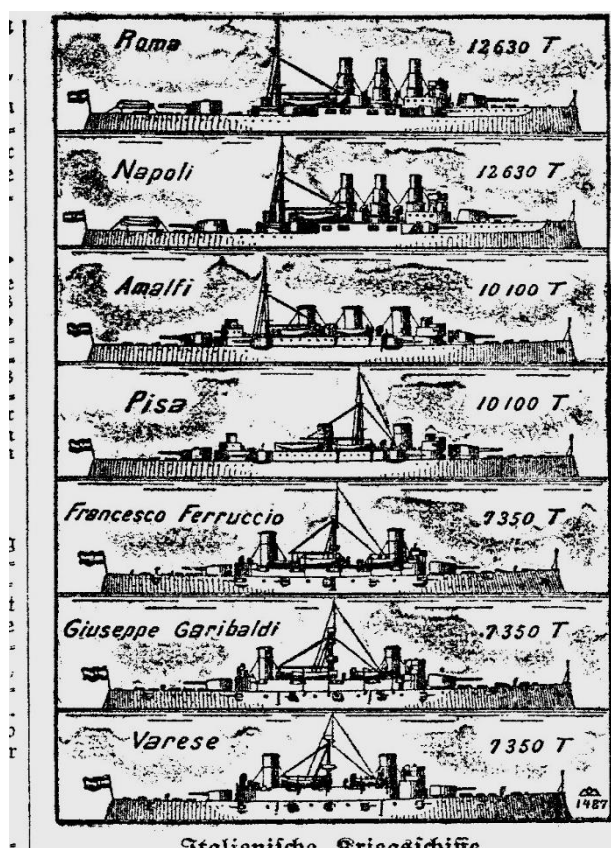 Roma 12630 T
Napoli 12630 T
Amalfi 10100 T
Pisa 10100 T
Francesco Ferruccio 7350 T
Giuseppe Garibaldi 7350 T
Varese 7350 T
1487
Italienische Kriegsschiffe